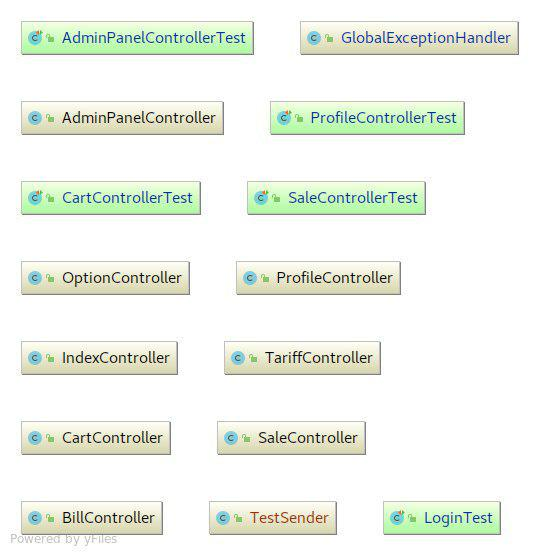 AdminPanelControllerTest GlobalExceptionHandler
AdminPanelController ProfileControllerTest
CartControllerTest SaleControllerTest
OptionController ProfileController
IndexController TariffController
CartController SaleController
BillController TestSender LoginTest
Powered by yFiles